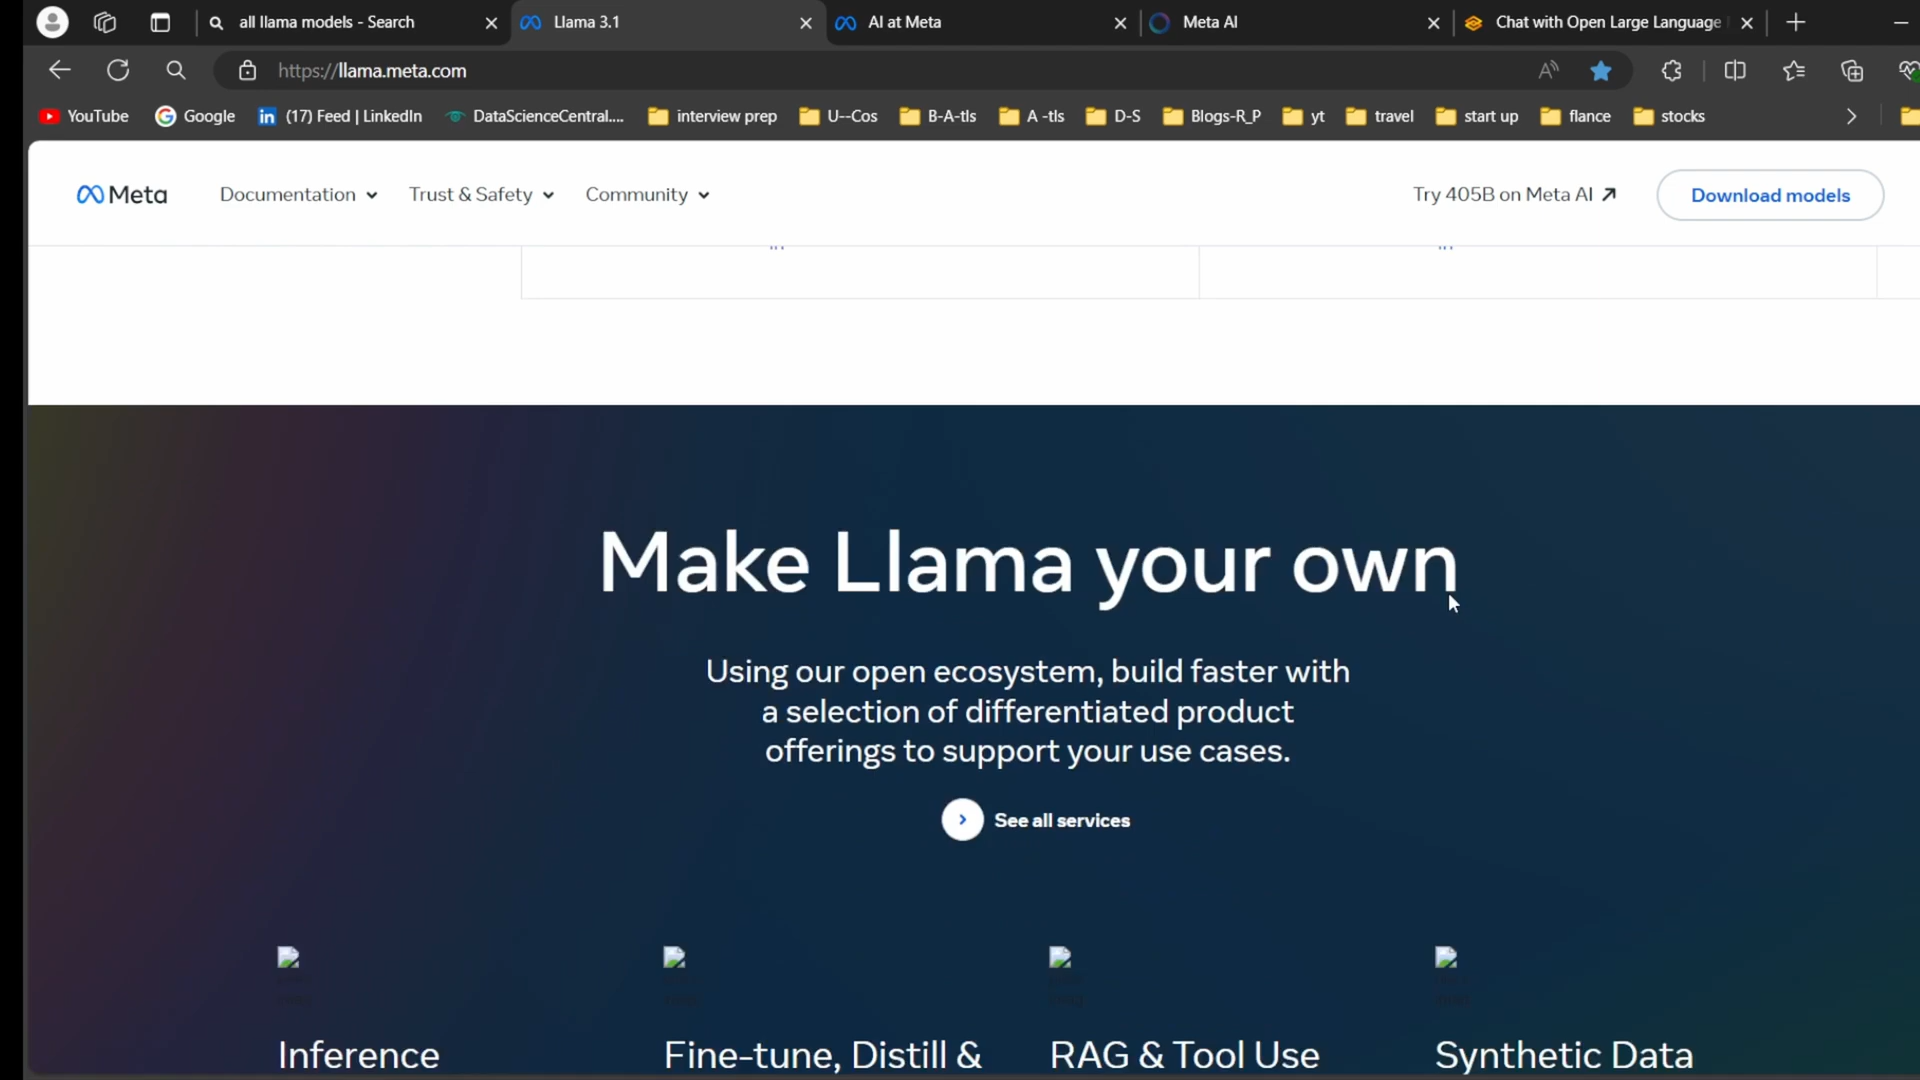 all llama models - Search
Llama 3.1
AI at Meta
Meta AI
Chat with Open Large Language
https://llama.meta.com
YouTube
Google
(17) Feed | LinkedIn
DataScienceCentral....
interview prep
U--Cos
B-A-tls
A -tls
D-S
Blogs-R_P
yt
travel
start up
flance
stocks
Meta
Documentation
Trust & Safety
Community
Try 405B on Meta AI
Download models
Make Llama your own
Using our open ecosystem, build faster with
a selection of differentiated product
offerings to support your use cases.
See all services
Inference
Fine-tune, Distill &
RAG & Tool Use
Synthetic Data